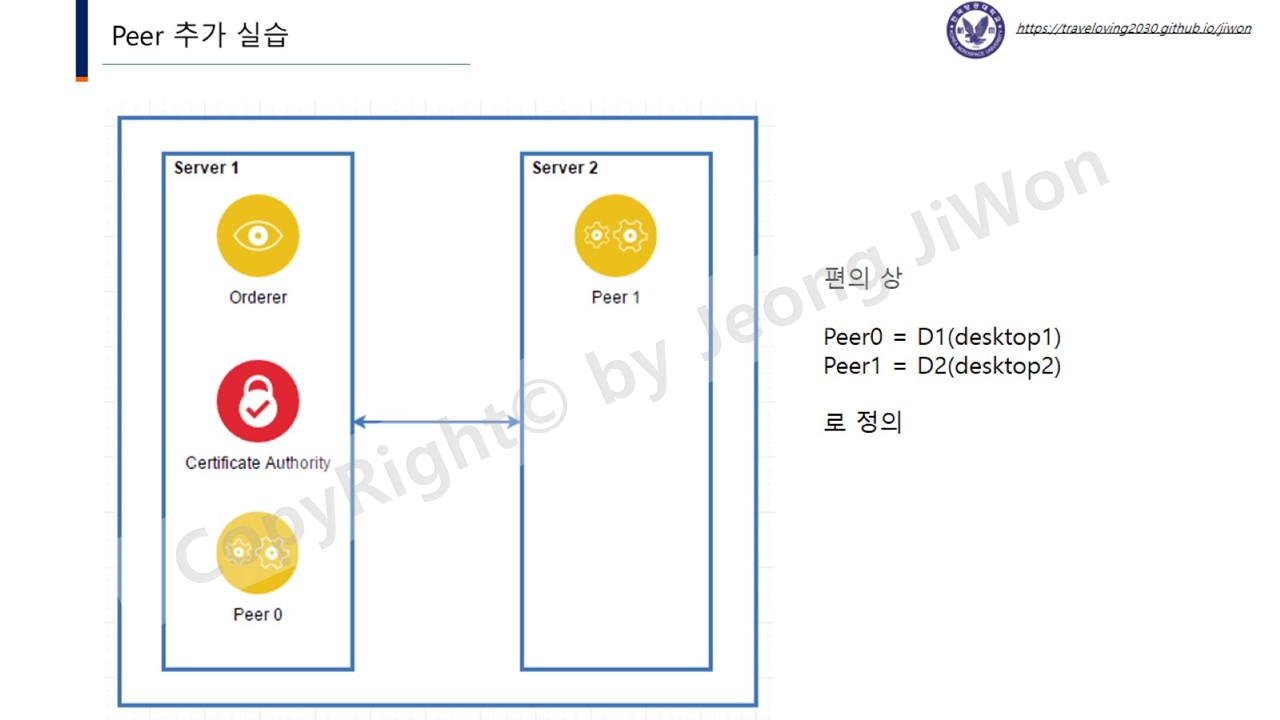 Peer 추가 실습
https://traveloving2030.github.io/jiwon
Server 1
Orderer
Certificate Authority
Peer 0
Server 2
Peer 1
편의 상
Peer0 = D1(desktop1)
Peer1 = D2(desktop2)
로 정의
CopyRight© by Jeong JiWon